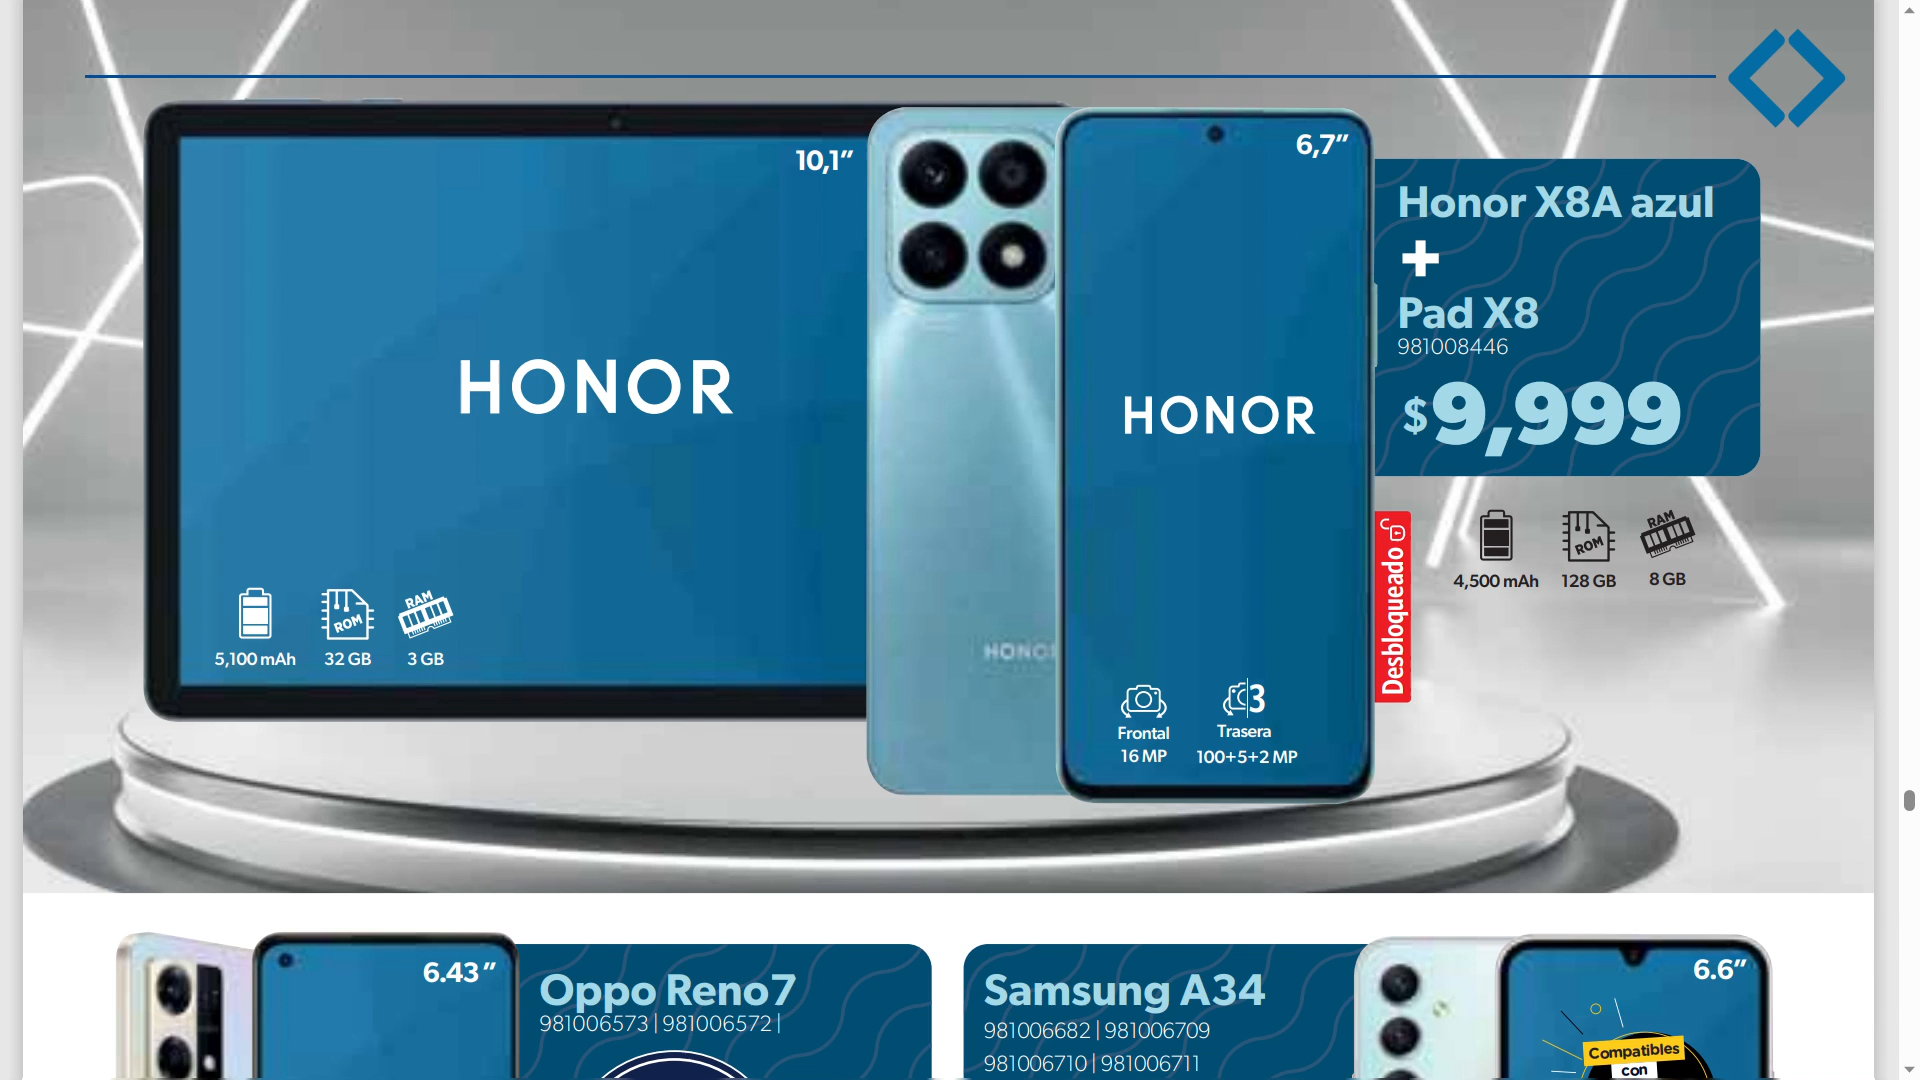 10,1”
HONOR
5,100 mAh
32 GB
3 GB
ROM
RAM
HONOR
6,7”
HONOR
Frontal
16 MP
3
Trasera
100+5+2 MP
Honor X8A azul
+
Pad X8
981008446
$9,999
Desbloqueado
ROM
RAM
4,500 mAh
128 GB
8 GB
6.43”
Oppo Reno7
981006573 | 981006572 |
Samsung A34
981006682 | 981006709
981006710 | 981006711
6.6”
Compatibles
con